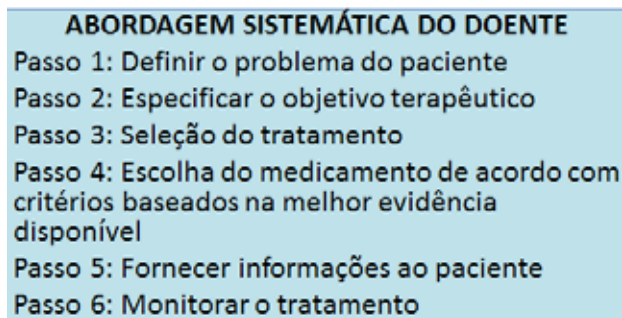 ABORDAGEM SISTEMÁTICA DO DOENTE
Passo 1: Definir o problema do paciente
Passo 2: Especificar o objetivo terapêutico
Passo 3: Seleção do tratamento
Passo 4: Escolha do medicamento de acordo com
critérios baseados na melhor evidência
disponível
Passo 5: Fornecer informações ao paciente
Passo 6: Monitorar o tratamento